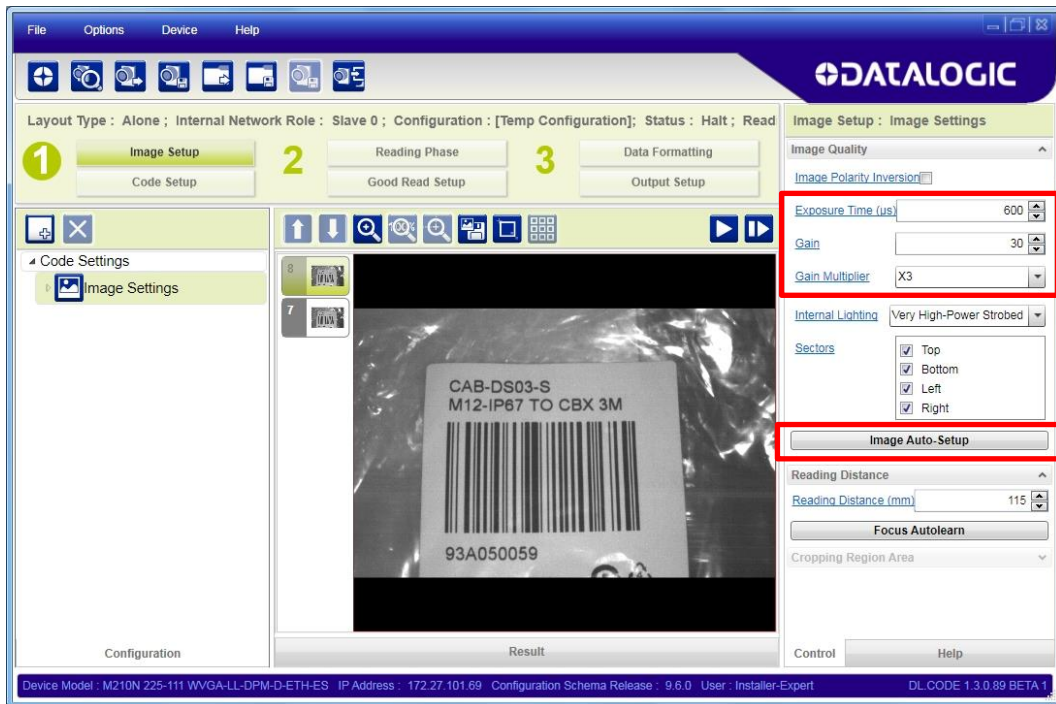 File Options Device Help
DATALOGIC
Layout Type : Alone ; Internal Network Role : Slave 0 ; Configuration : [Temp Configuration]; Status : Halt ; Read
1 Image Setup 2 Reading Phase 3 Data Formatting
Code Setup Good Read Setup Output Setup
Code Settings
Image Settings
100%
8
7
CAB-DS03-S
M12-IP67 TO CBX 3M
93A050059
Configuration
Result
Image Setup : Image Settings
Image Quality
Image Polarity Inversion
Exposure Time (µs) 600
Gain 30
Gain Multiplier X3
Internal Lighting Very High-Power Strobed
Sectors
Top
Bottom
Left
Right
Image Auto-Setup
Reading Distance
Reading Distance (mm) 115
Focus Autolearn
Cropping Region Area
Control Help
Device Model : M210N 225-111 WVGA-LL-DPM-D-ETH-ES IP Address : 172.27.101.69 Configuration Schema Release : 9.6.0 User : Installer-Expert DL.CODE 1.3.0.89 BETA 1